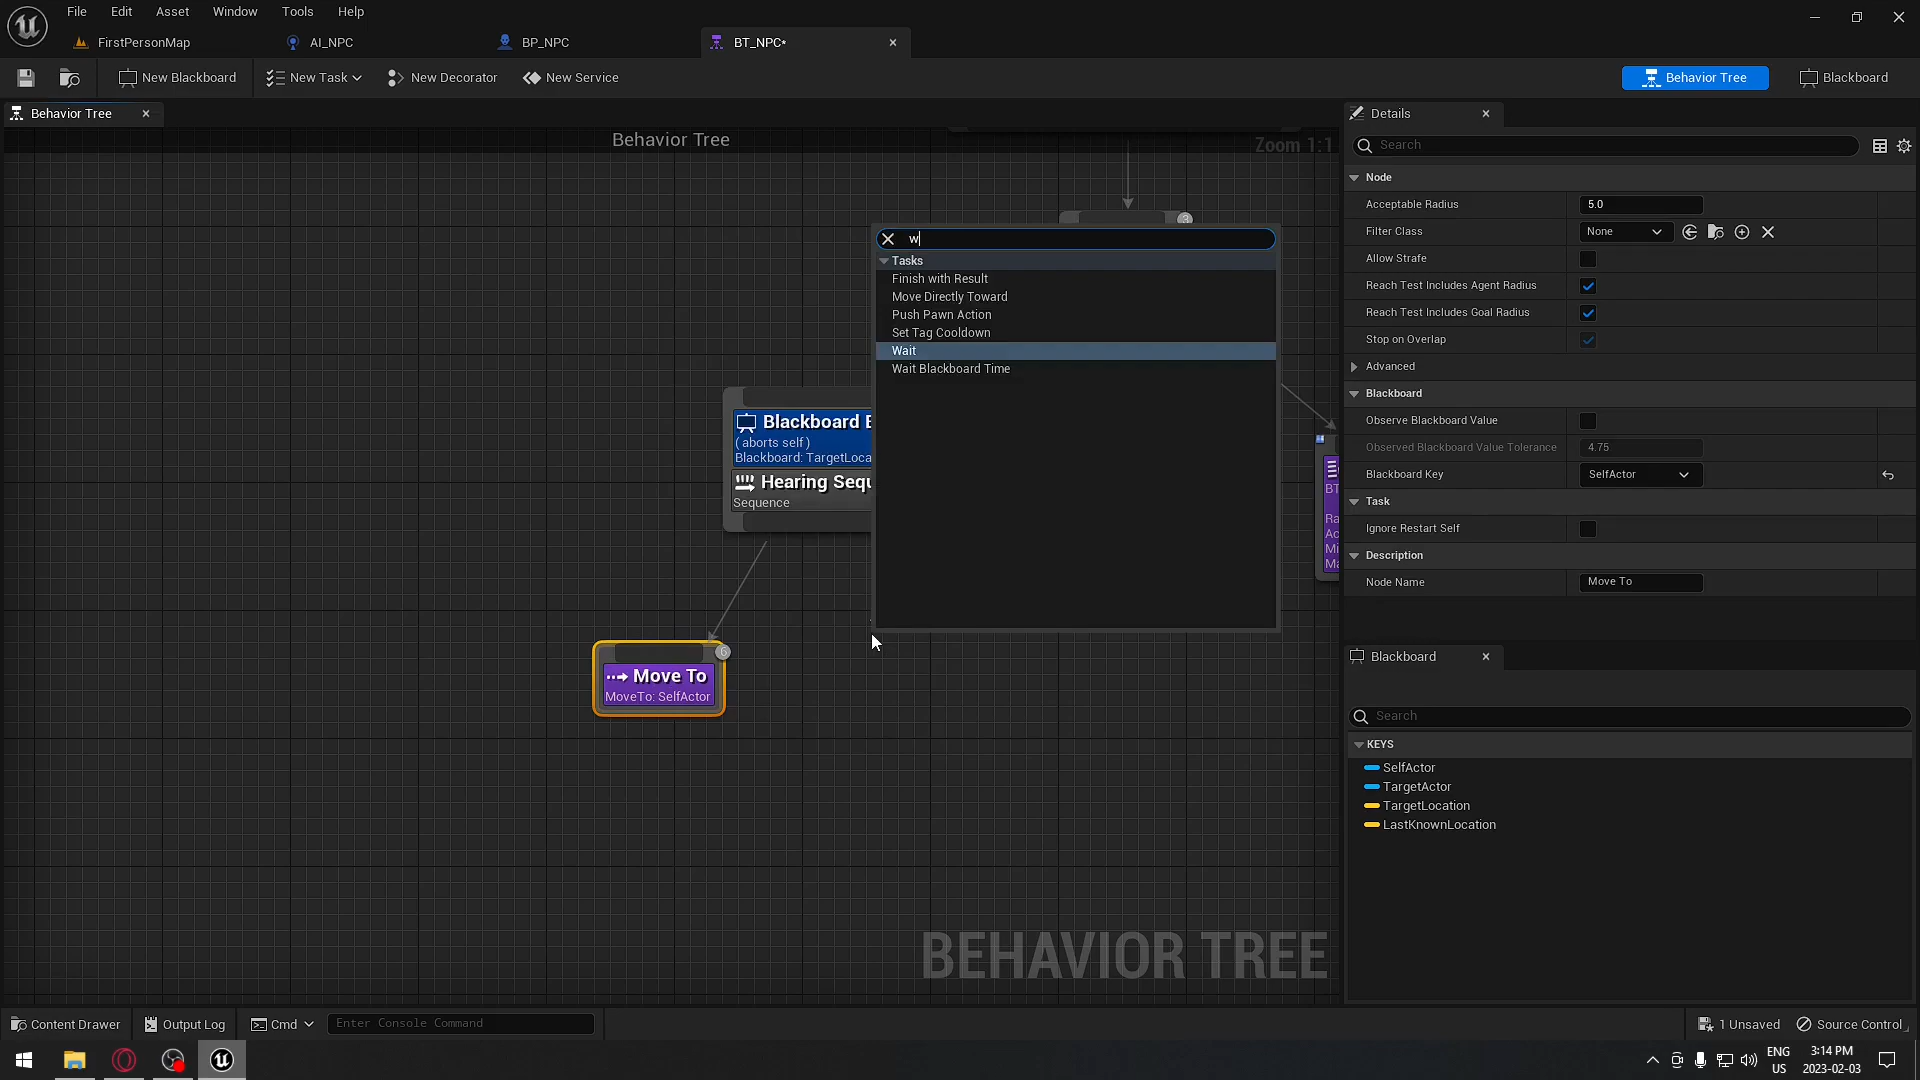 File Edit Asset Window Tools Help
FirstPersonMap AI_NPC BP_NPC BT_NPC*
New Blackboard New Task New Decorator New Service Behavior Tree Blackboard
Behavior Tree
Behavior Tree
Zoom 1:1
3
w
Tasks
Finish with Result
Move Directly Toward
Push Pawn Action
Set Tag Cooldown
Wait
Wait Blackboard Time
Blackboard B
( aborts self )
Blackboard: TargetLoca
Hearing Sequ
Sequence
BT
Ra
Ac
Mi
Ma
6
Move To
MoveTo: SelfActor
BEHAVIOR TREE
Details
Search
Node
Acceptable Radius 5.0
Filter Class None
Allow Strafe
Reach Test Includes Agent Radius
Reach Test Includes Goal Radius
Stop on Overlap
Advanced
Blackboard
Observe Blackboard Value
Observed Blackboard Value Tolerance 4.75
Blackboard Key SelfActor
Task
Ignore Restart Self
Description
Node Name Move To
Blackboard
Search
KEYS
SelfActor
TargetActor
TargetLocation
LastKnownLocation
Content Drawer Output Log Cmd Enter Console Command 1 Unsaved Source Control
ENG
US
3:14 PM
2023-02-03